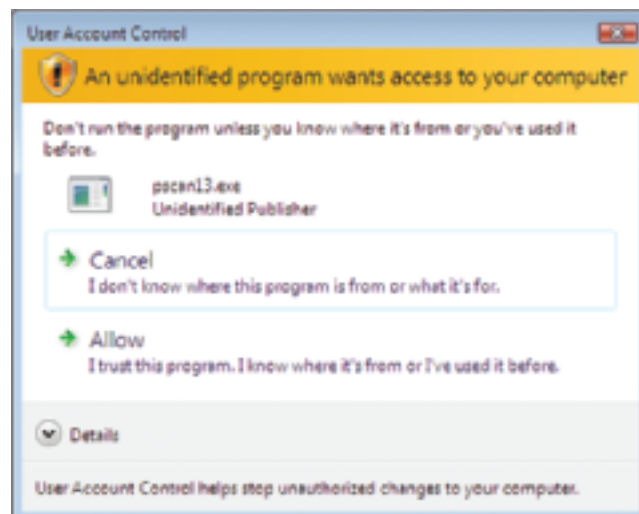 User Account Control
An unidentified program wants access to your computer
Don't run the program unless you know where it's from or you've used it
before.
pscan13.exe
Unidentified Publisher
Cancel
I don't know where this program is from or what it's for.
Allow
I trust this program. I know where it's from or I've used it before.
Details
User Account Control helps stop unauthorized changes to your computer.